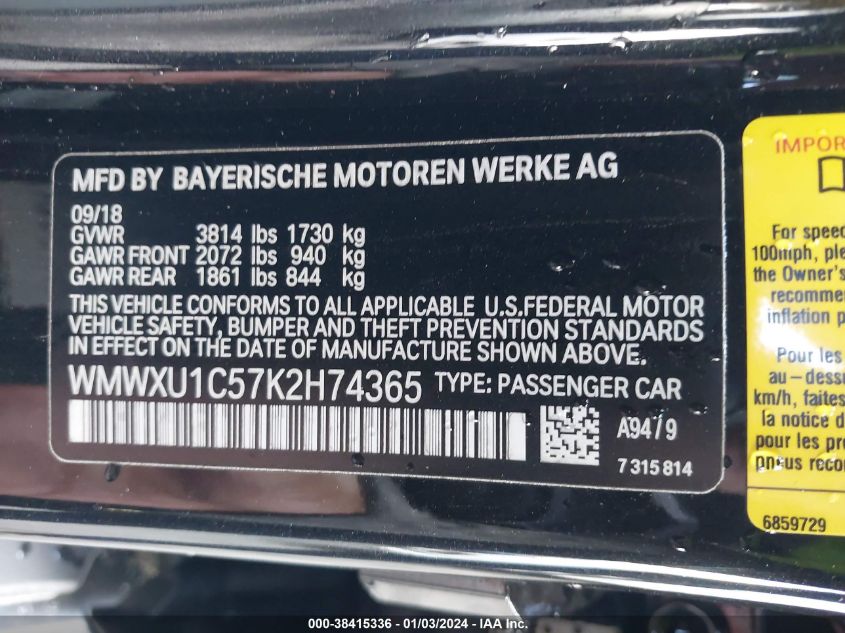 MFD BY BAYERISCHE MOTOREN WERKE AG
09/18
GVWR 3814 lbs 1730 kg
GAWR FRONT 2072 lbs 940 kg
GAWR REAR 1861 lbs 844 kg
THIS VEHICLE CONFORMS TO ALL APPLICABLE U.S.FEDERAL MOTOR
VEHICLE SAFETY, BUMPER AND THEFT PREVENTION STANDARDS
IN EFFECT ON THE DATE OF MANUFACTURE SHOWN ABOVE.
WMWXU1C57K2H74365 TYPE: PASSENGER CAR
A94/9
7 315 814
IMPOR
For speed
100mph, ple
the Owner's
recomme
inflation p
Pour les
au-dess
km/h, faites
la notice d
pour les pr
pneus reco
6859729
000-38415336 - 01/03/2024 - IAA Inc.